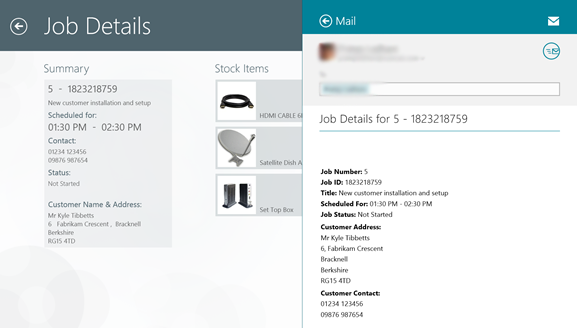 Job Details
Summary
5 - 1823218759
New customer installation and setup
Scheduled for:
01:30 PM - 02:30 PM
Contact:
01234 123456
09876 987654
Status:
Not Started
Customer Name & Address:
Mr Kyle Tibbetts
6 Fabrikam Crescent , Bracknell
Berkshire
RG15 4TD
Stock Items
HDMI CABLE
Satellite Dish A
Set Top Box
Mail
Job Details for 5 - 1823218759
Job Number: 5
Job ID: 1823218759
Title: New customer installation and setup
Scheduled For: 01:30 PM - 02:30 PM
Job Status: Not Started
Customer Address:
Mr Kyle Tibbetts
6, Fabrikam Crescent
Bracknell
Berkshire
RG15 4TD
Customer Contact:
01234 123456
09876 987654